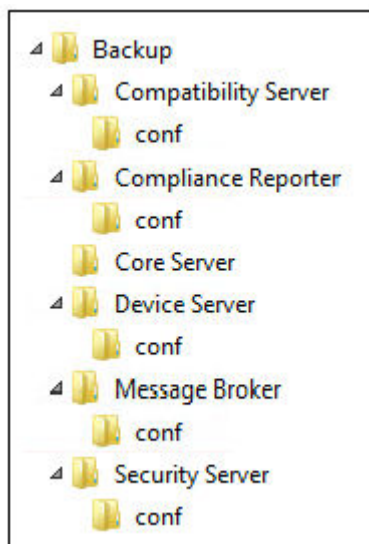 Backup
Compatibility Server
conf
Compliance Reporter
conf
Core Server
Device Server
conf
Message Broker
conf
Security Server
conf